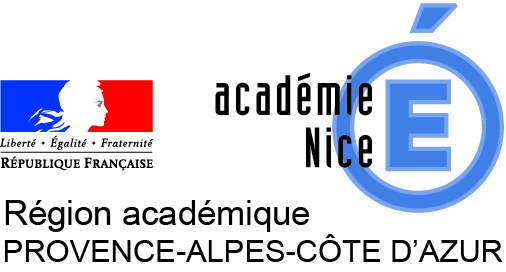 académie
Nice
É
Liberté • Égalité • Fraternité
RÉPUBLIQUE FRANÇAISE
Région académique
PROVENCE-ALPES-CÔTE D’AZUR